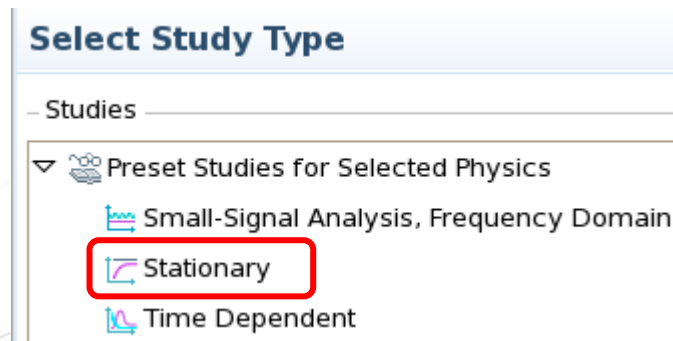 Select Study Type
Studies
Preset Studies for Selected Physics
Small-Signal Analysis, Frequency Domain
Stationary
Time Dependent